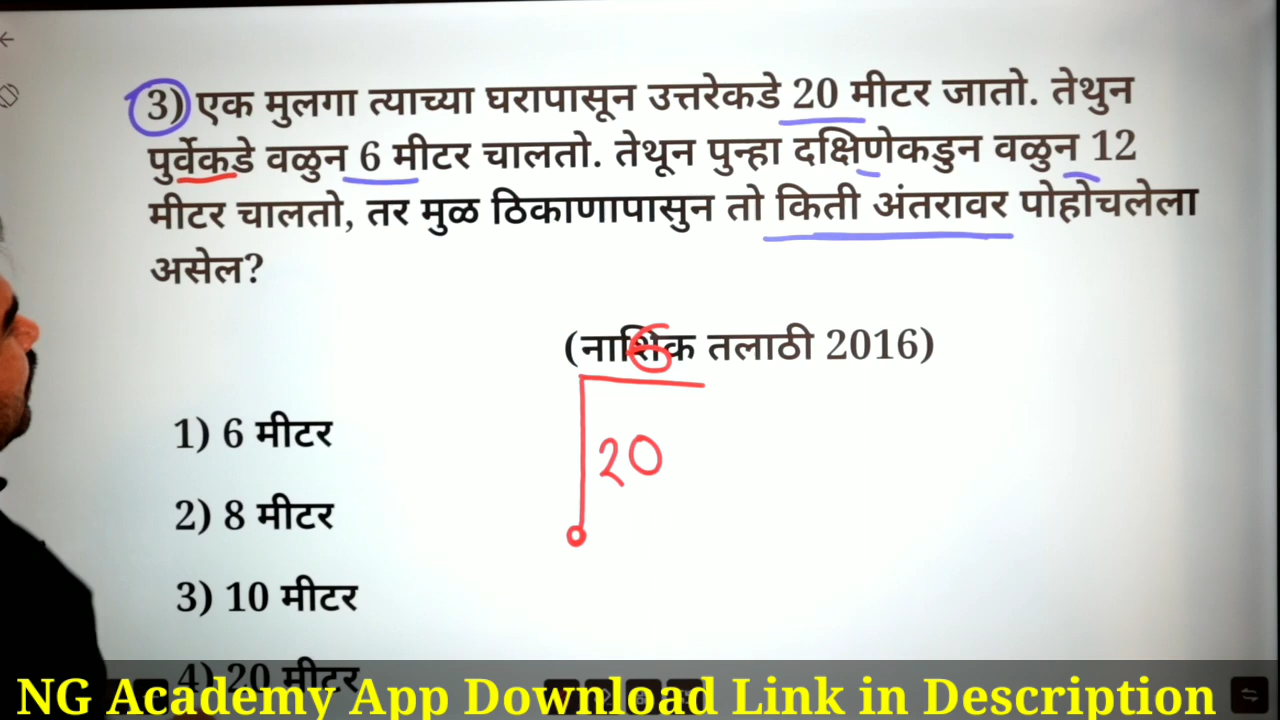 3) एक मुलगा त्याच्या घरापासून उत्तरेकडे 20 मीटर जातो. तेथुन
पुर्वेकडे वळुन 6 मीटर चालतो. तेथून पुन्हा दक्षिणेकडुन वळुन 12
मीटर चालतो, तर मुळ ठिकाणापासुन तो किती अंतरावर पोहोचलेला
असेल?
(नाशिक तलाठी 2016)
6
1) 6 मीटर
20
2) 8 मीटर
3) 10 मीटर
4) 20 मीटर
NG Academy App Download Link in Description